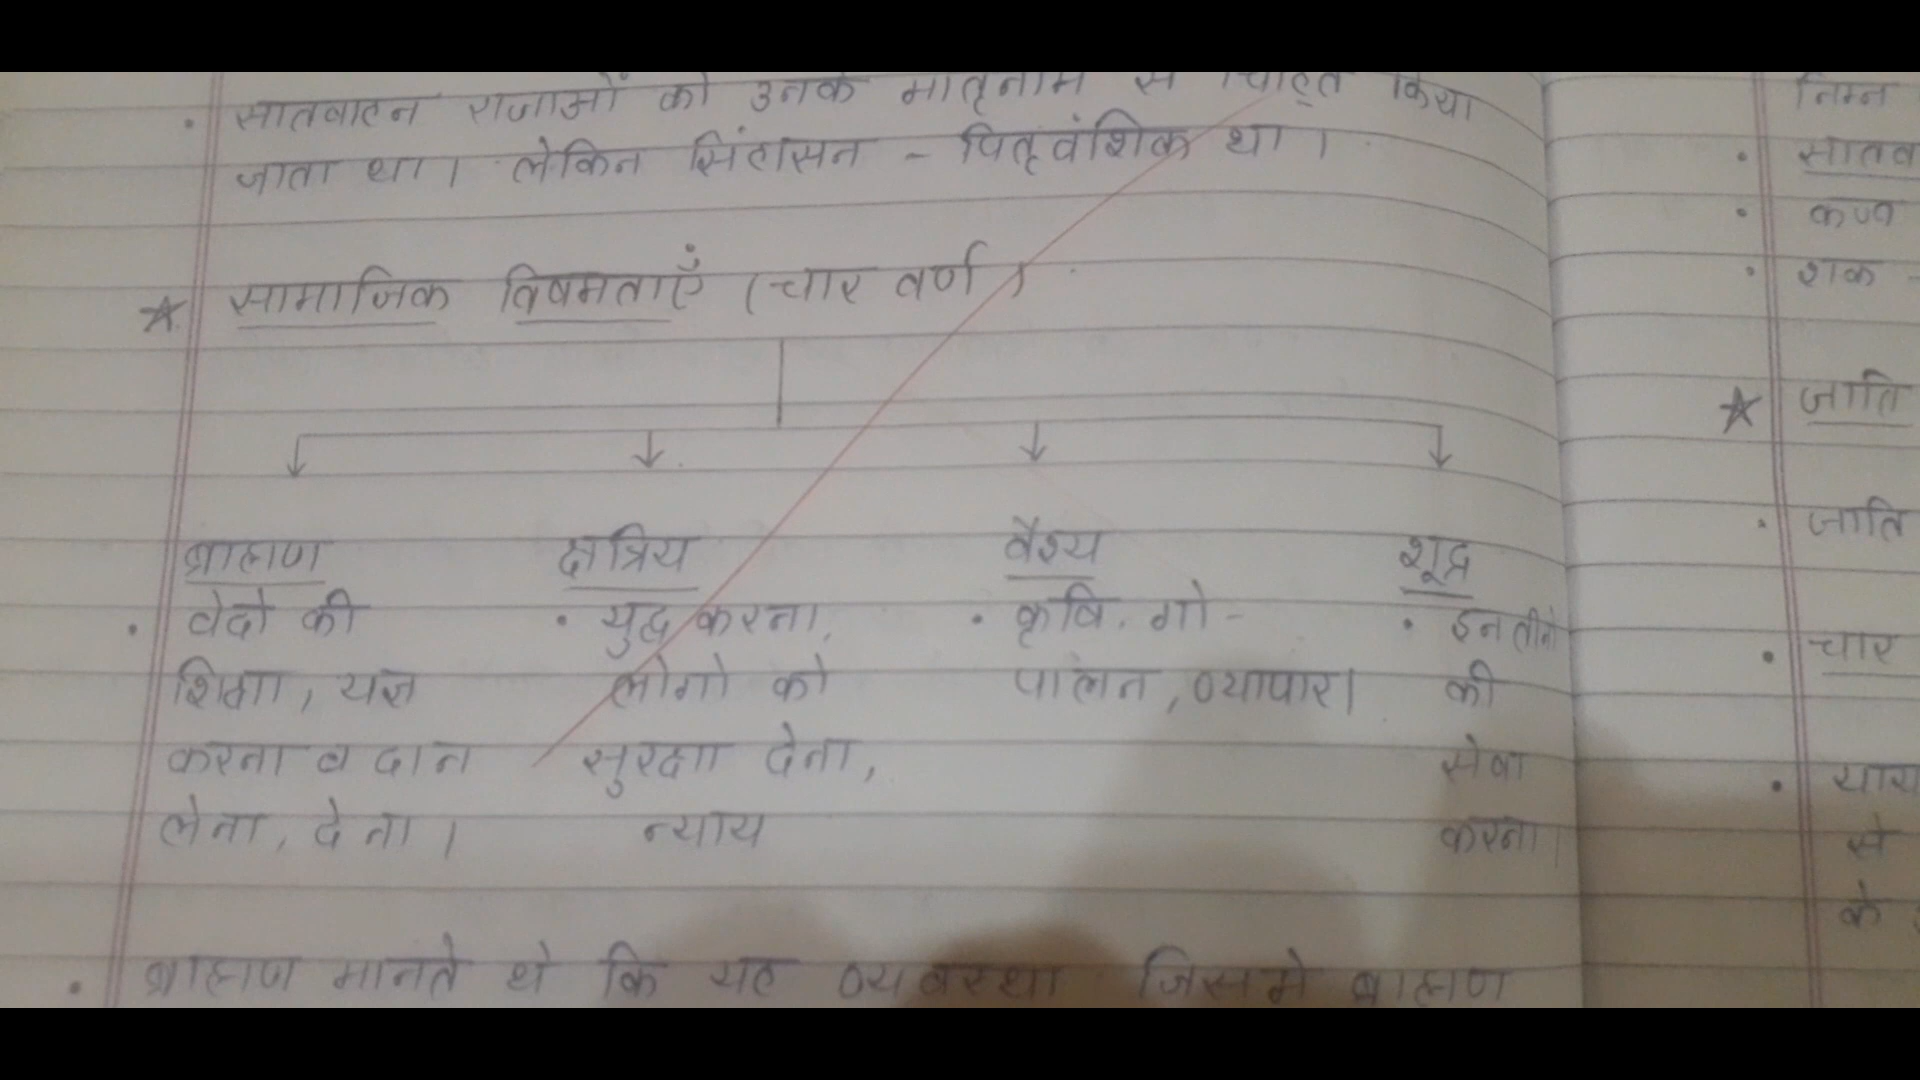 • सातवाहन राजाओं को उनके मातृनाम से चिह्नित किया
जाता था। लेकिन सिंहासन - पितृवंशिक था।
★ सामाजिक विषमताएँ (चार वर्ण)
ब्राह्मण क्षत्रिय वैश्य शूद्र
• वेदो की • युद्ध करना, • कृषि, गो- • इन तीनो
शिक्षा, यज्ञ लोगो को पालन, व्यापार। की
करना व दान सुरक्षा देना, सेवा
लेना, देना। न्याय करना।
• ब्राह्मण मानते थे कि यह व्यवस्था जिसमे ब्राह्मण
निम्न
• सातव
• कण्व
• शक -
★ जाति
• जाति
• चार
•
से
के